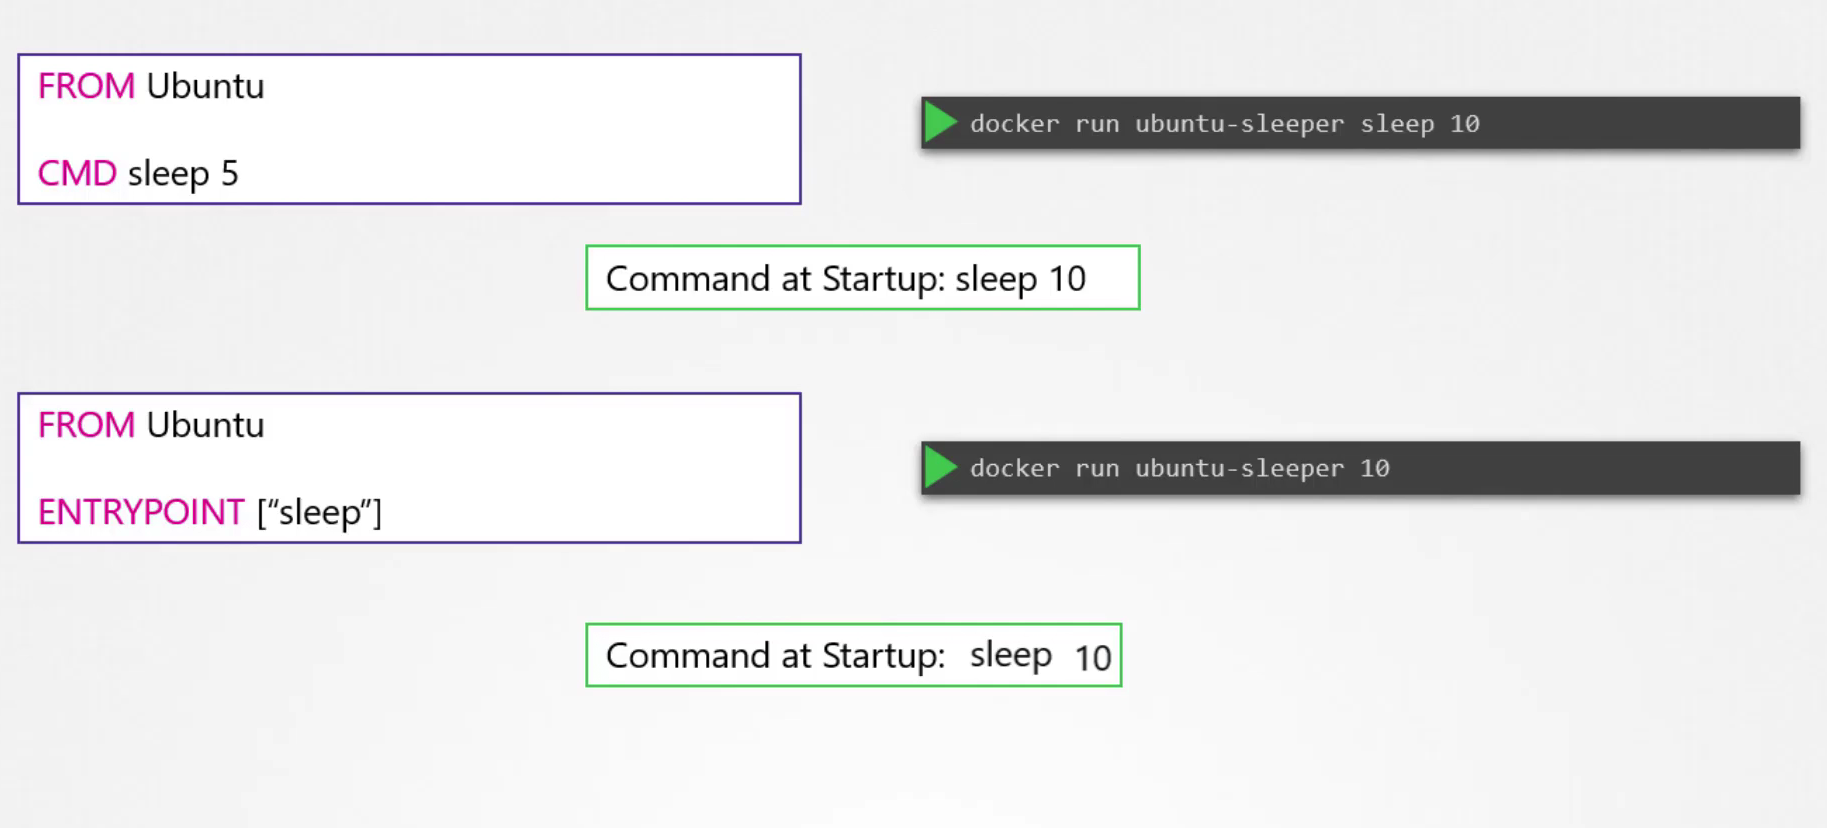 FROM Ubuntu
docker run ubuntu-sleeper sleep 10
CMD sleep 5
Command at Startup: sleep 10
FROM Ubuntu
docker run ubuntu-sleeper 10
ENTRYPOINT [“sleep”]
Command at Startup: sleep 10